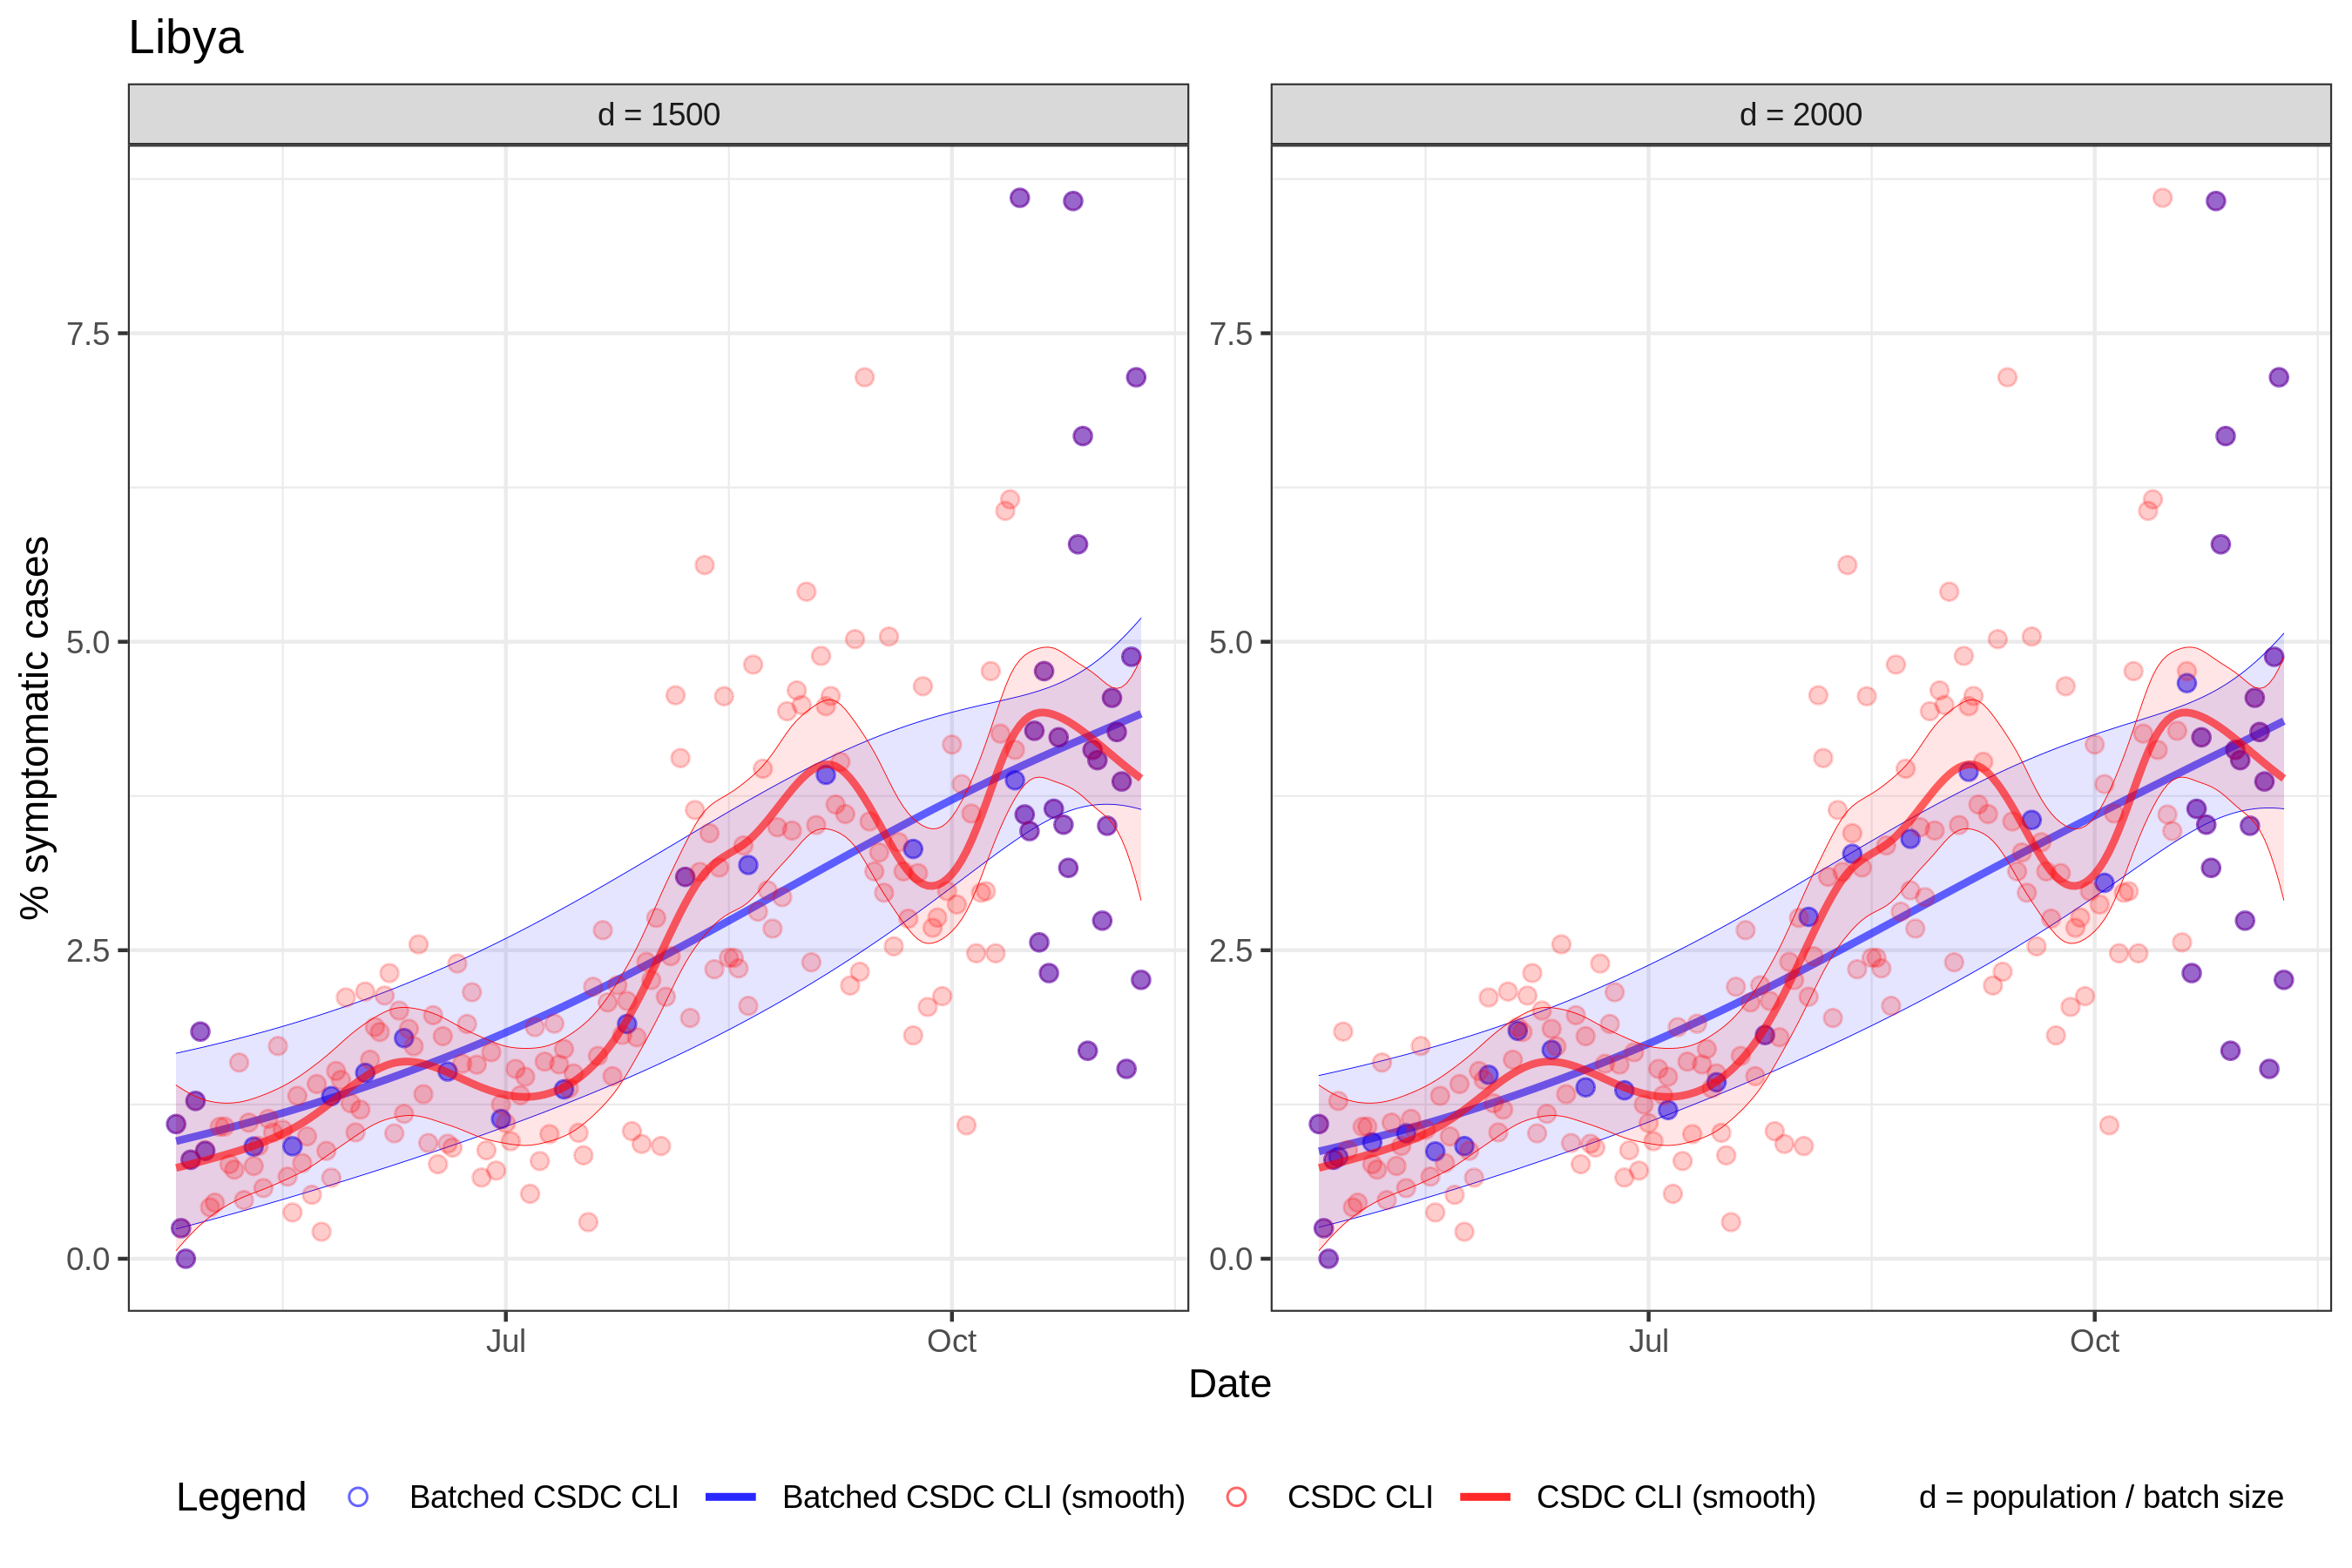 Libya
d = 1500
d = 2000
% symptomatic cases
7.5
5.0
2.5
0.0
7.5
5.0
2.5
0.0
Jul
Oct
Jul
Oct
Date
Legend
Batched CSDC CLI
Batched CSDC CLI (smooth)
CSDC CLI
CSDC CLI (smooth)
d = population / batch size